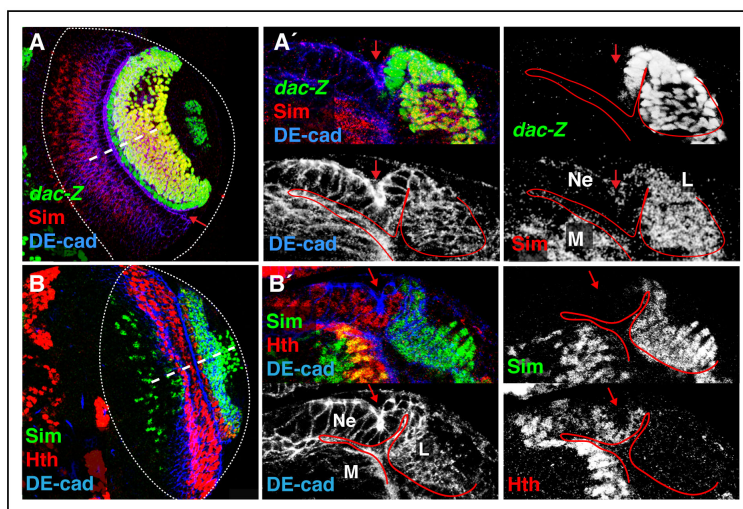 A
dac-Z
Sim
DE-cad
A´
dac-Z
Sim
DE-cad
DE-cad
dac-Z
Ne
L
M
Sim
B
Sim
Hth
DE-cad
B´
Sim
Hth
DE-cad
Ne
L
M
DE-cad
Sim
Hth